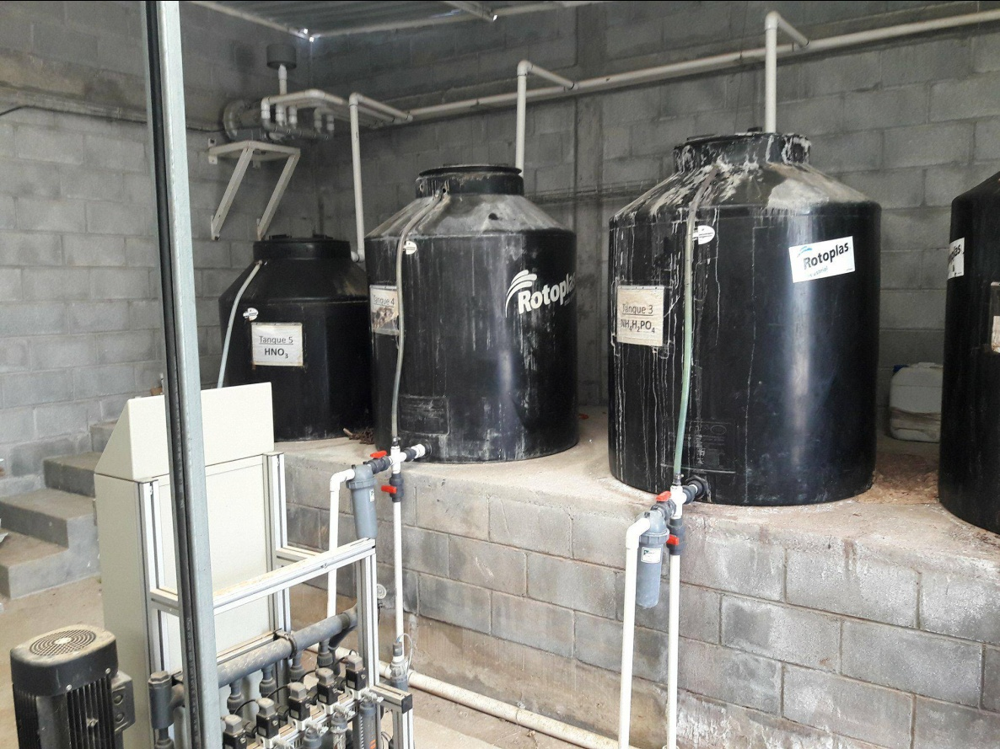 Tanque 5
HNO₃
Tanque 4
Rotoplas
Tanque 3
NH₄H₂PO₄
Rotoplas